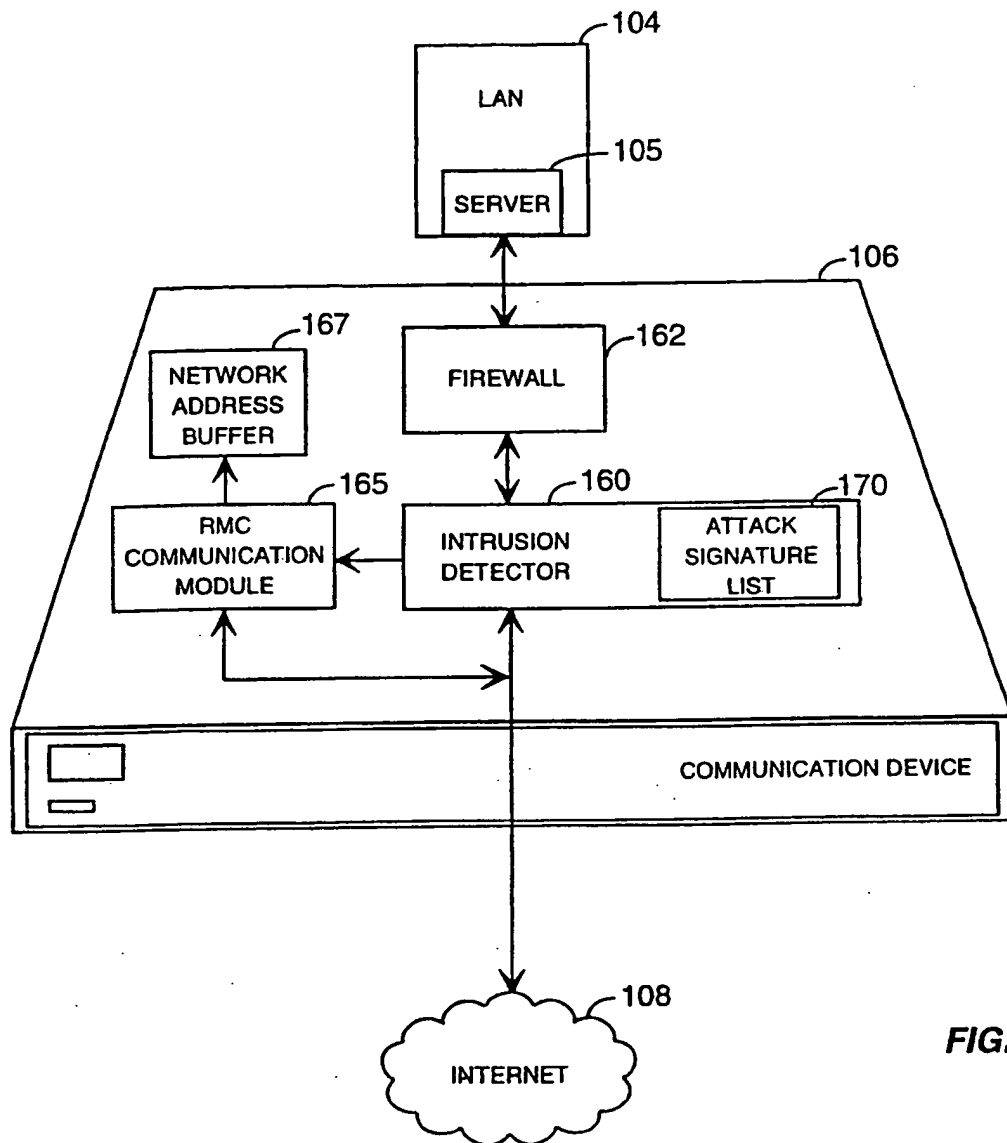 104
LAN
105
SERVER
106
167
162
NETWORK
ADDRESS
BUFFER
FIREWALL
165
160
170
RMC
COMMUNICATION
MODULE
INTRUSION
DETECTOR
ATTACK
SIGNATURE
LIST
COMMUNICATION DEVICE
108
INTERNET
FIG.